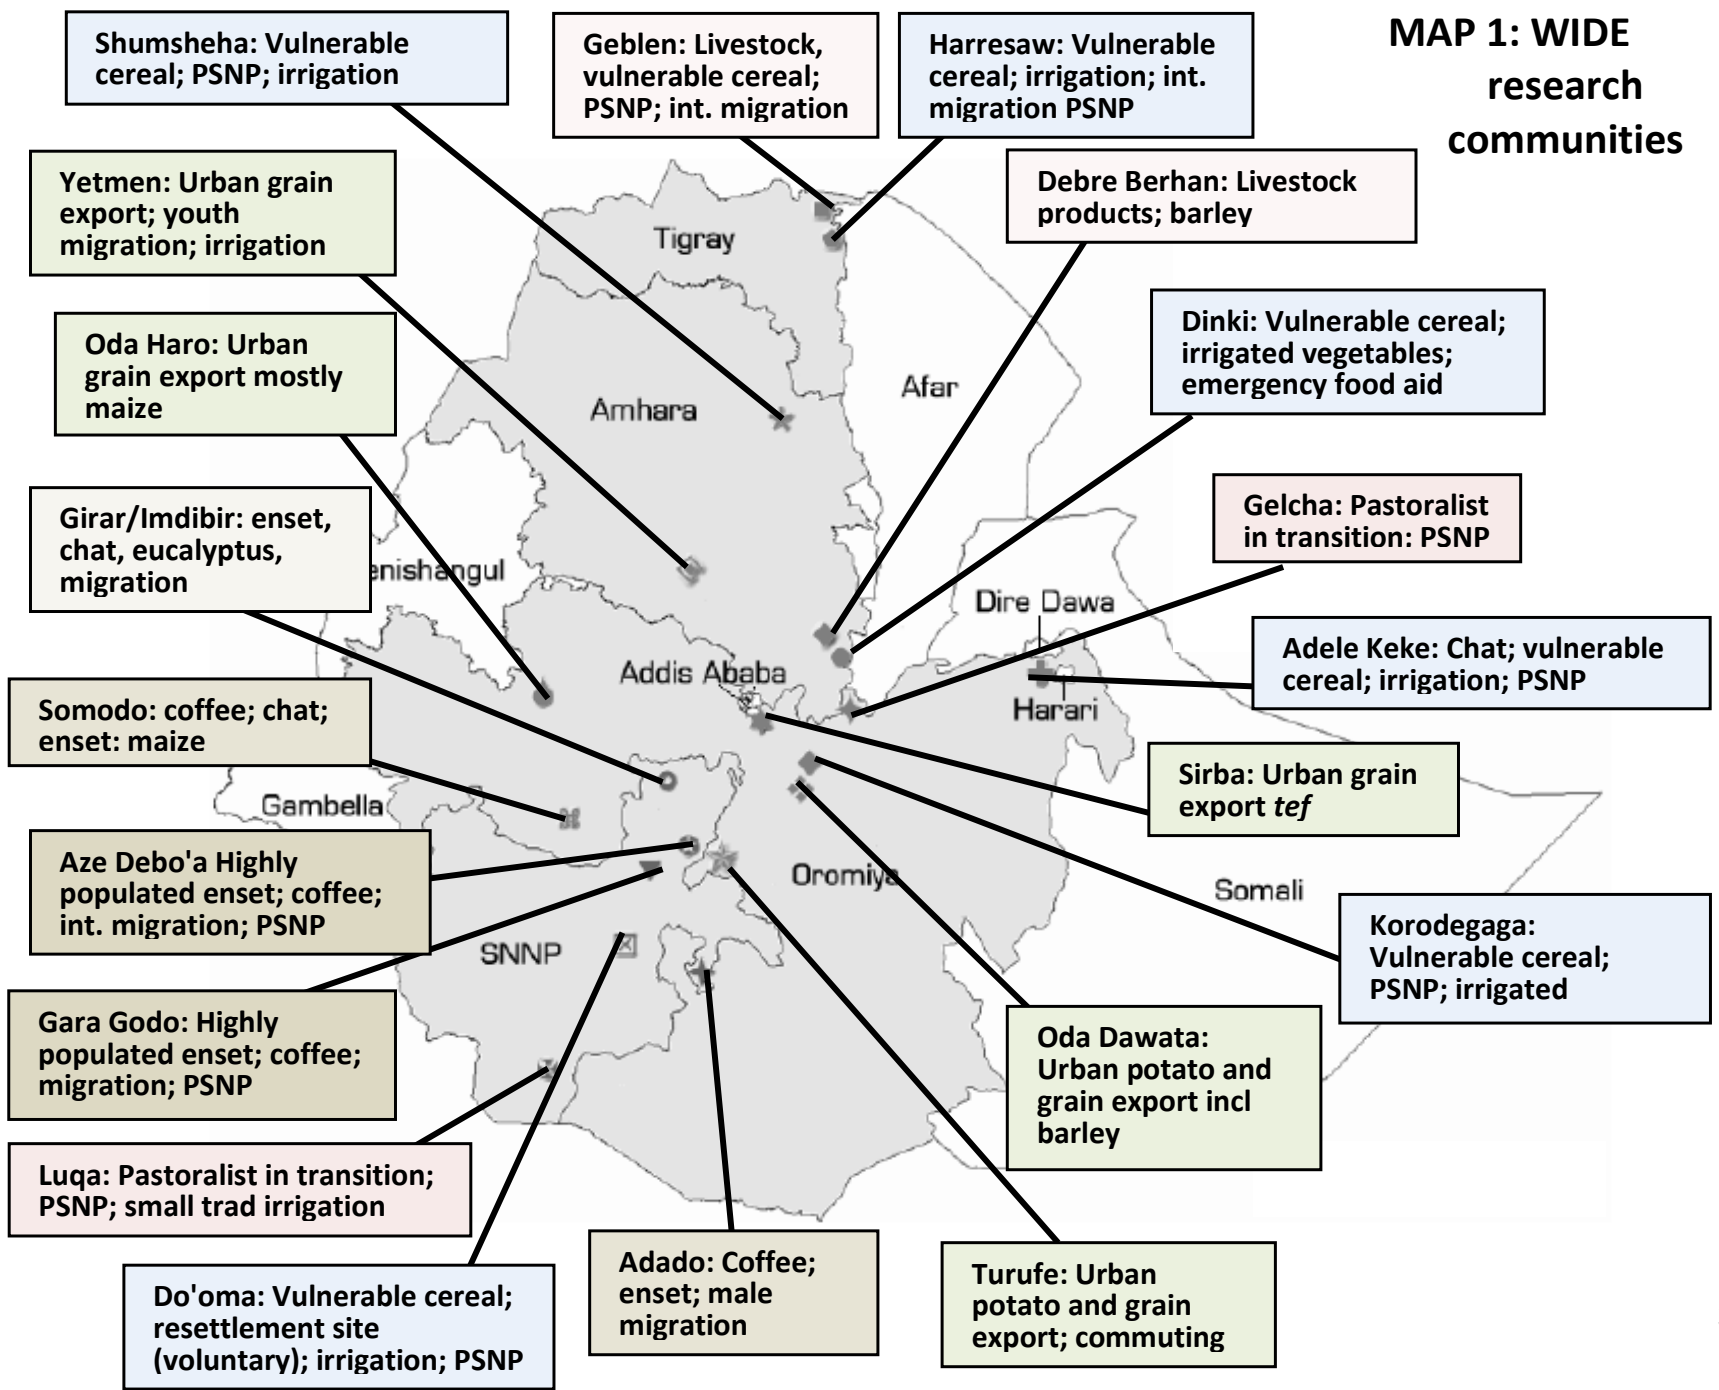 MAP 1: WIDE
research
communities
Shumsheha: Vulnerable
cereal; PSNP; irrigation
Geblen: Livestock,
vulnerable cereal;
PSNP; int. migration
Harresaw: Vulnerable
cereal; irrigation; int.
migration PSNP
Yetmen: Urban grain
export; youth
migration; irrigation
Debre Berhan: Livestock
products; barley
Tigray
Oda Haro: Urban
grain export mostly
maize
Dinki: Vulnerable cereal;
irrigated vegetables;
emergency food aid
Afar
Amhara
Girar/Imdibir: enset,
chat, eucalyptus,
migration
Gelcha: Pastoralist
in transition: PSNP
enishangul
Dire Dawa
Addis Ababa
Adele Keke: Chat; vulnerable
cereal; irrigation; PSNP
Harari
Somodo: coffee; chat;
enset: maize
Sirba: Urban grain
export tef
Gambella
Aze Debo'a Highly
populated enset; coffee;
int. migration; PSNP
Oromiya
Somali
Korodegaga:
Vulnerable cereal;
PSNP; irrigated
SNNP
Gara Godo: Highly
populated enset; coffee;
migration; PSNP
Oda Dawata:
Urban potato and
grain export incl
barley
Luqa: Pastoralist in transition;
PSNP; small trad irrigation
Do'oma: Vulnerable cereal;
resettlement site
(voluntary); irrigation; PSNP
Adado: Coffee;
enset; male
migration
Turufe: Urban
potato and grain
export; commuting